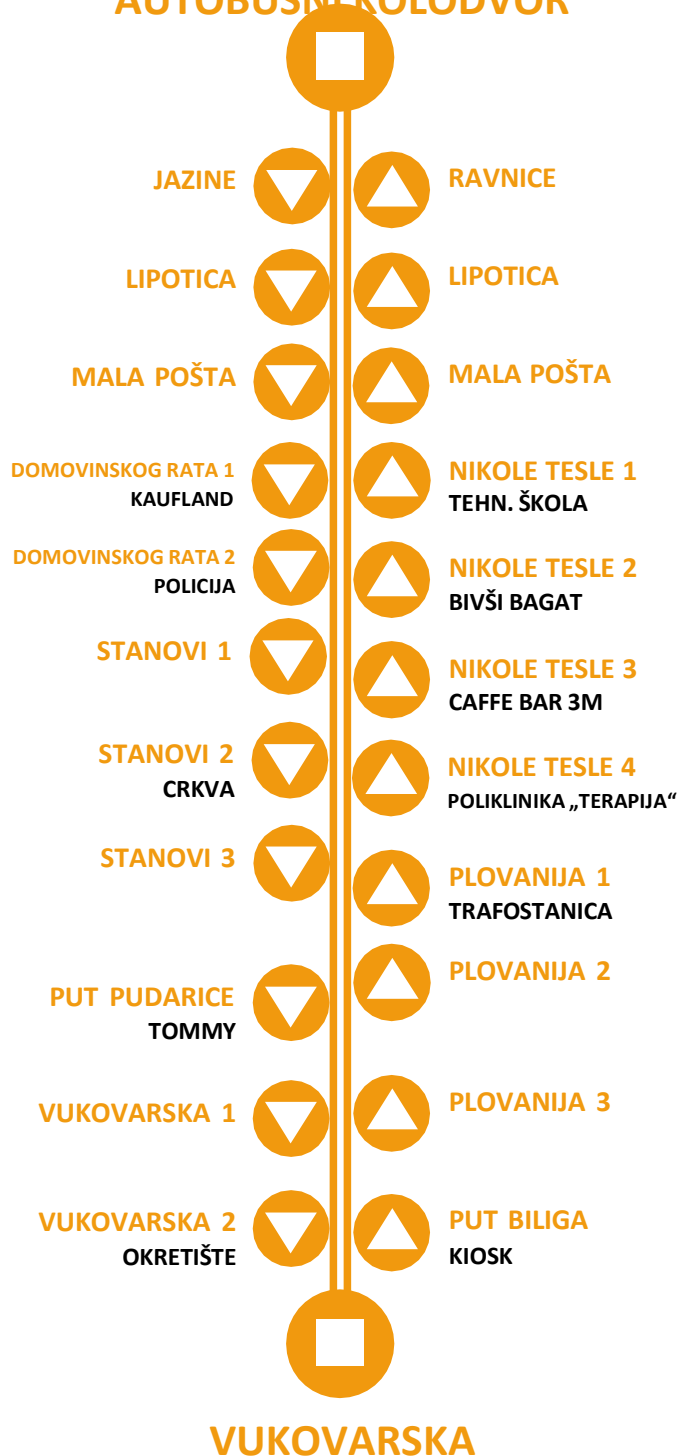 AUTOBUSNI KOLODVOR
JAZINE
RAVNICE
LIPOTICA
LIPOTICA
MALA POŠTA
MALA POŠTA
DOMOVINSKOG RATA 1
KAUFLAND
NIKOLE TESLE 1
TEHN. ŠKOLA
DOMOVINSKOG RATA 2
POLICIJA
NIKOLE TESLE 2
BIVŠI BAGAT
STANOVI 1
NIKOLE TESLE 3
CAFFE BAR 3M
STANOVI 2
CRKVA
NIKOLE TESLE 4
POLIKLINIKA „TERAPIJA“
STANOVI 3
PLOVANIJA 1
TRAFOSTANICA
PUT PUDARICE
TOMMY
PLOVANIJA 2
VUKOVARSKA 1
PLOVANIJA 3
VUKOVARSKA 2
OKRETIŠTE
PUT BILIGA
KIOSK
VUKOVARSKA